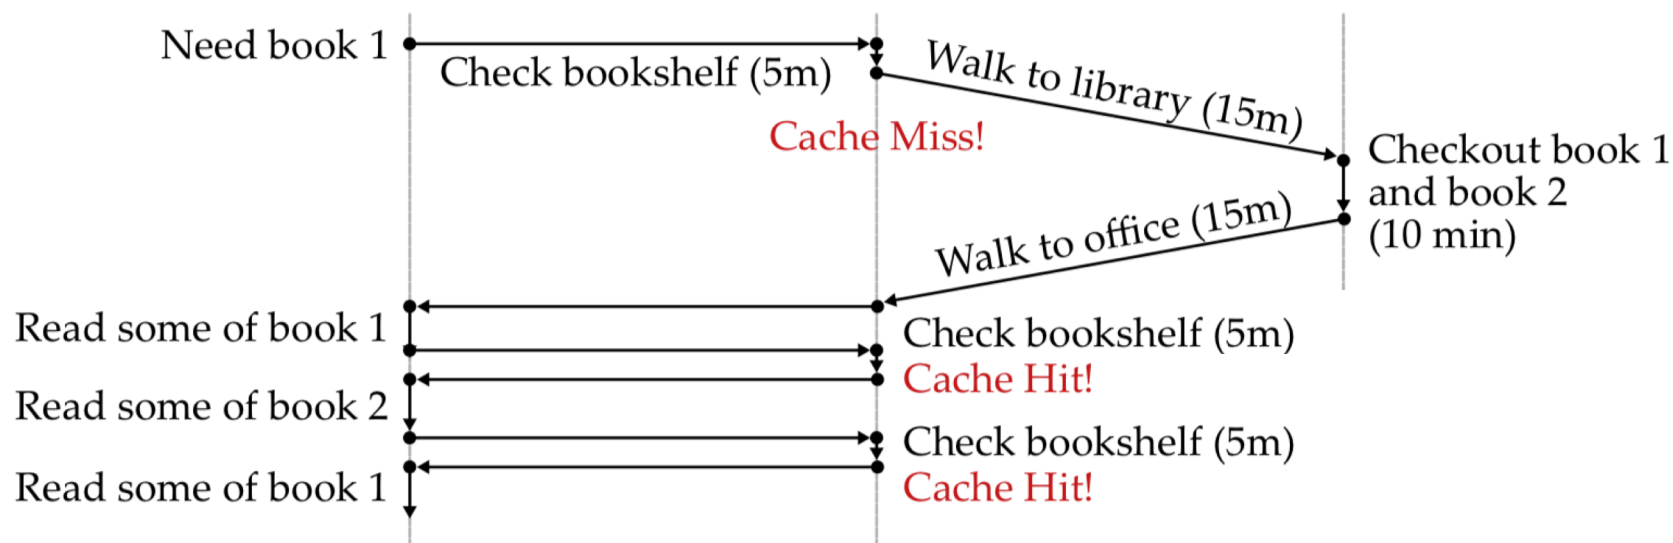 Need book 1
Check bookshelf (5m)
Walk to library (15m)
Cache Miss!
Checkout book 1
and book 2
(10 min)
Walk to office (15m)
Read some of book 1
Check bookshelf (5m)
Cache Hit!
Read some of book 2
Check bookshelf (5m)
Cache Hit!
Read some of book 1